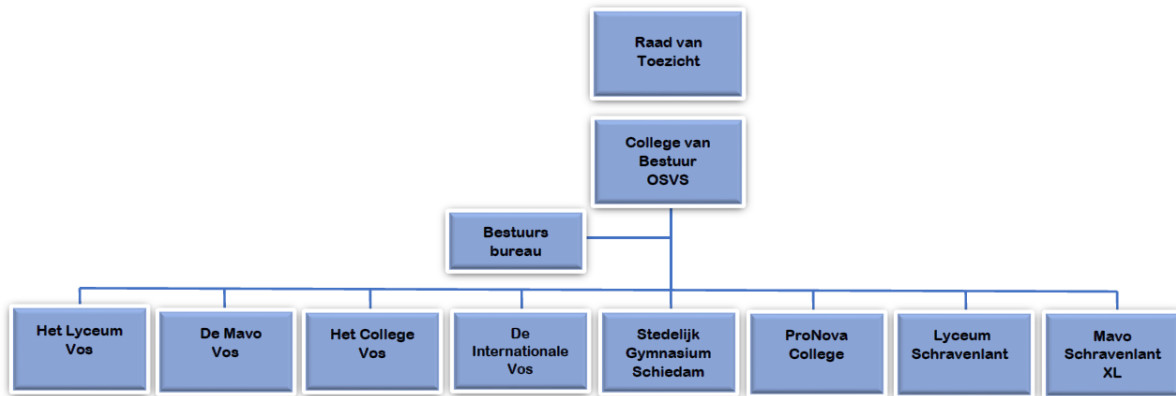 Raad van
Toezicht
College van
Bestuur
OSVS
Bestuurs
bureau
Het Lyceum
Vos
De Mavo
Vos
Het College
Vos
De
Internationale
Vos
Stedelijk
Gymnasium
Schiedam
ProNova
College
Lyceum
Schravenlant
Mavo
Schravenlant
XL